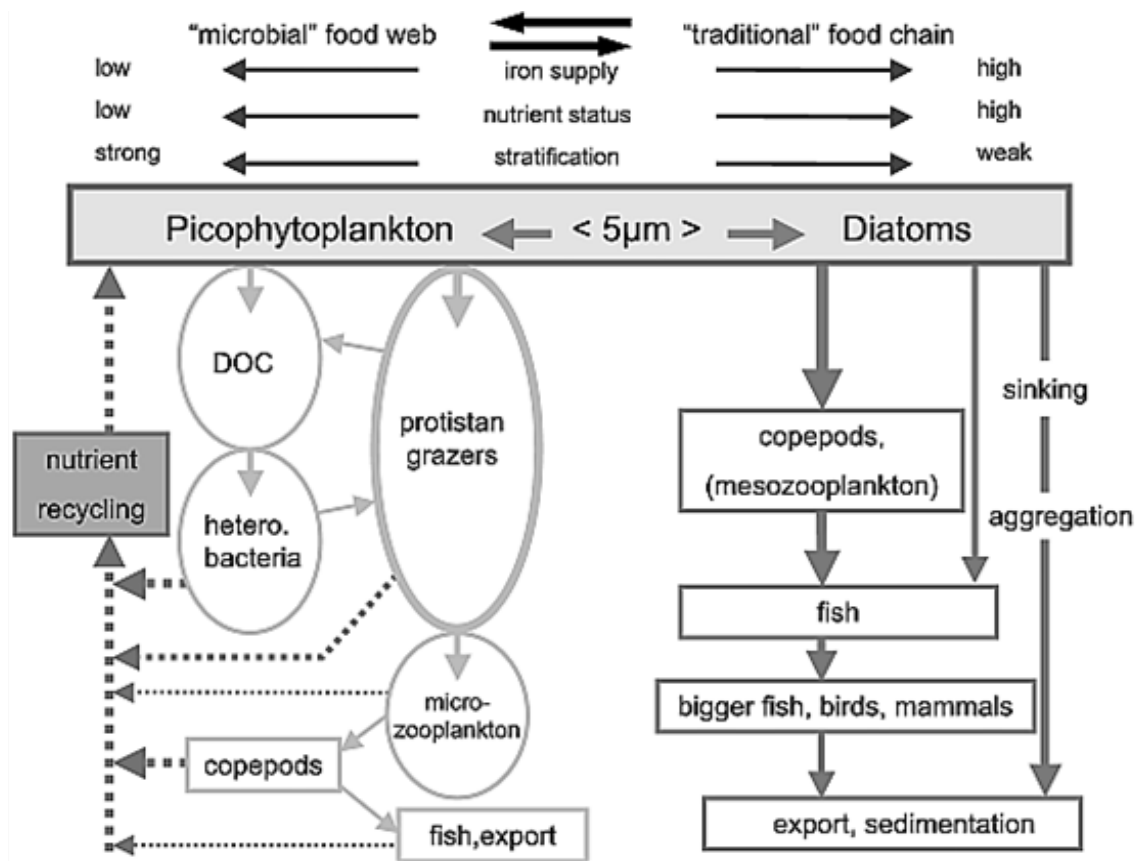 “microbial” food web
“traditional” food chain
low
iron supply
high
low
nutrient status
high
strong
stratification
weak
Picophytoplankton
< 5µm >
Diatoms
DOC
protistan
grazers
nutrient
recycling
hetero.
bacteria
micro-
zooplankton
copepods
fish,export
copepods,
(mesozooplankton)
sinking
aggregation
fish
bigger fish, birds, mammals
export, sedimentation